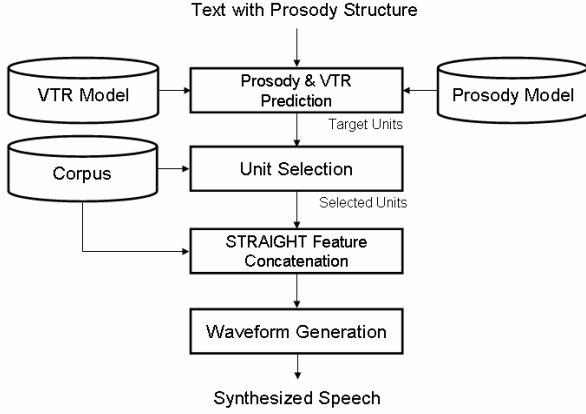 Text with Prosody Structure
VTR Model
Prosody & VTR
Prediction
Prosody Model
Target Units
Corpus
Unit Selection
Selected Units
STRAIGHT Feature
Concatenation
Waveform Generation
Synthesized Speech